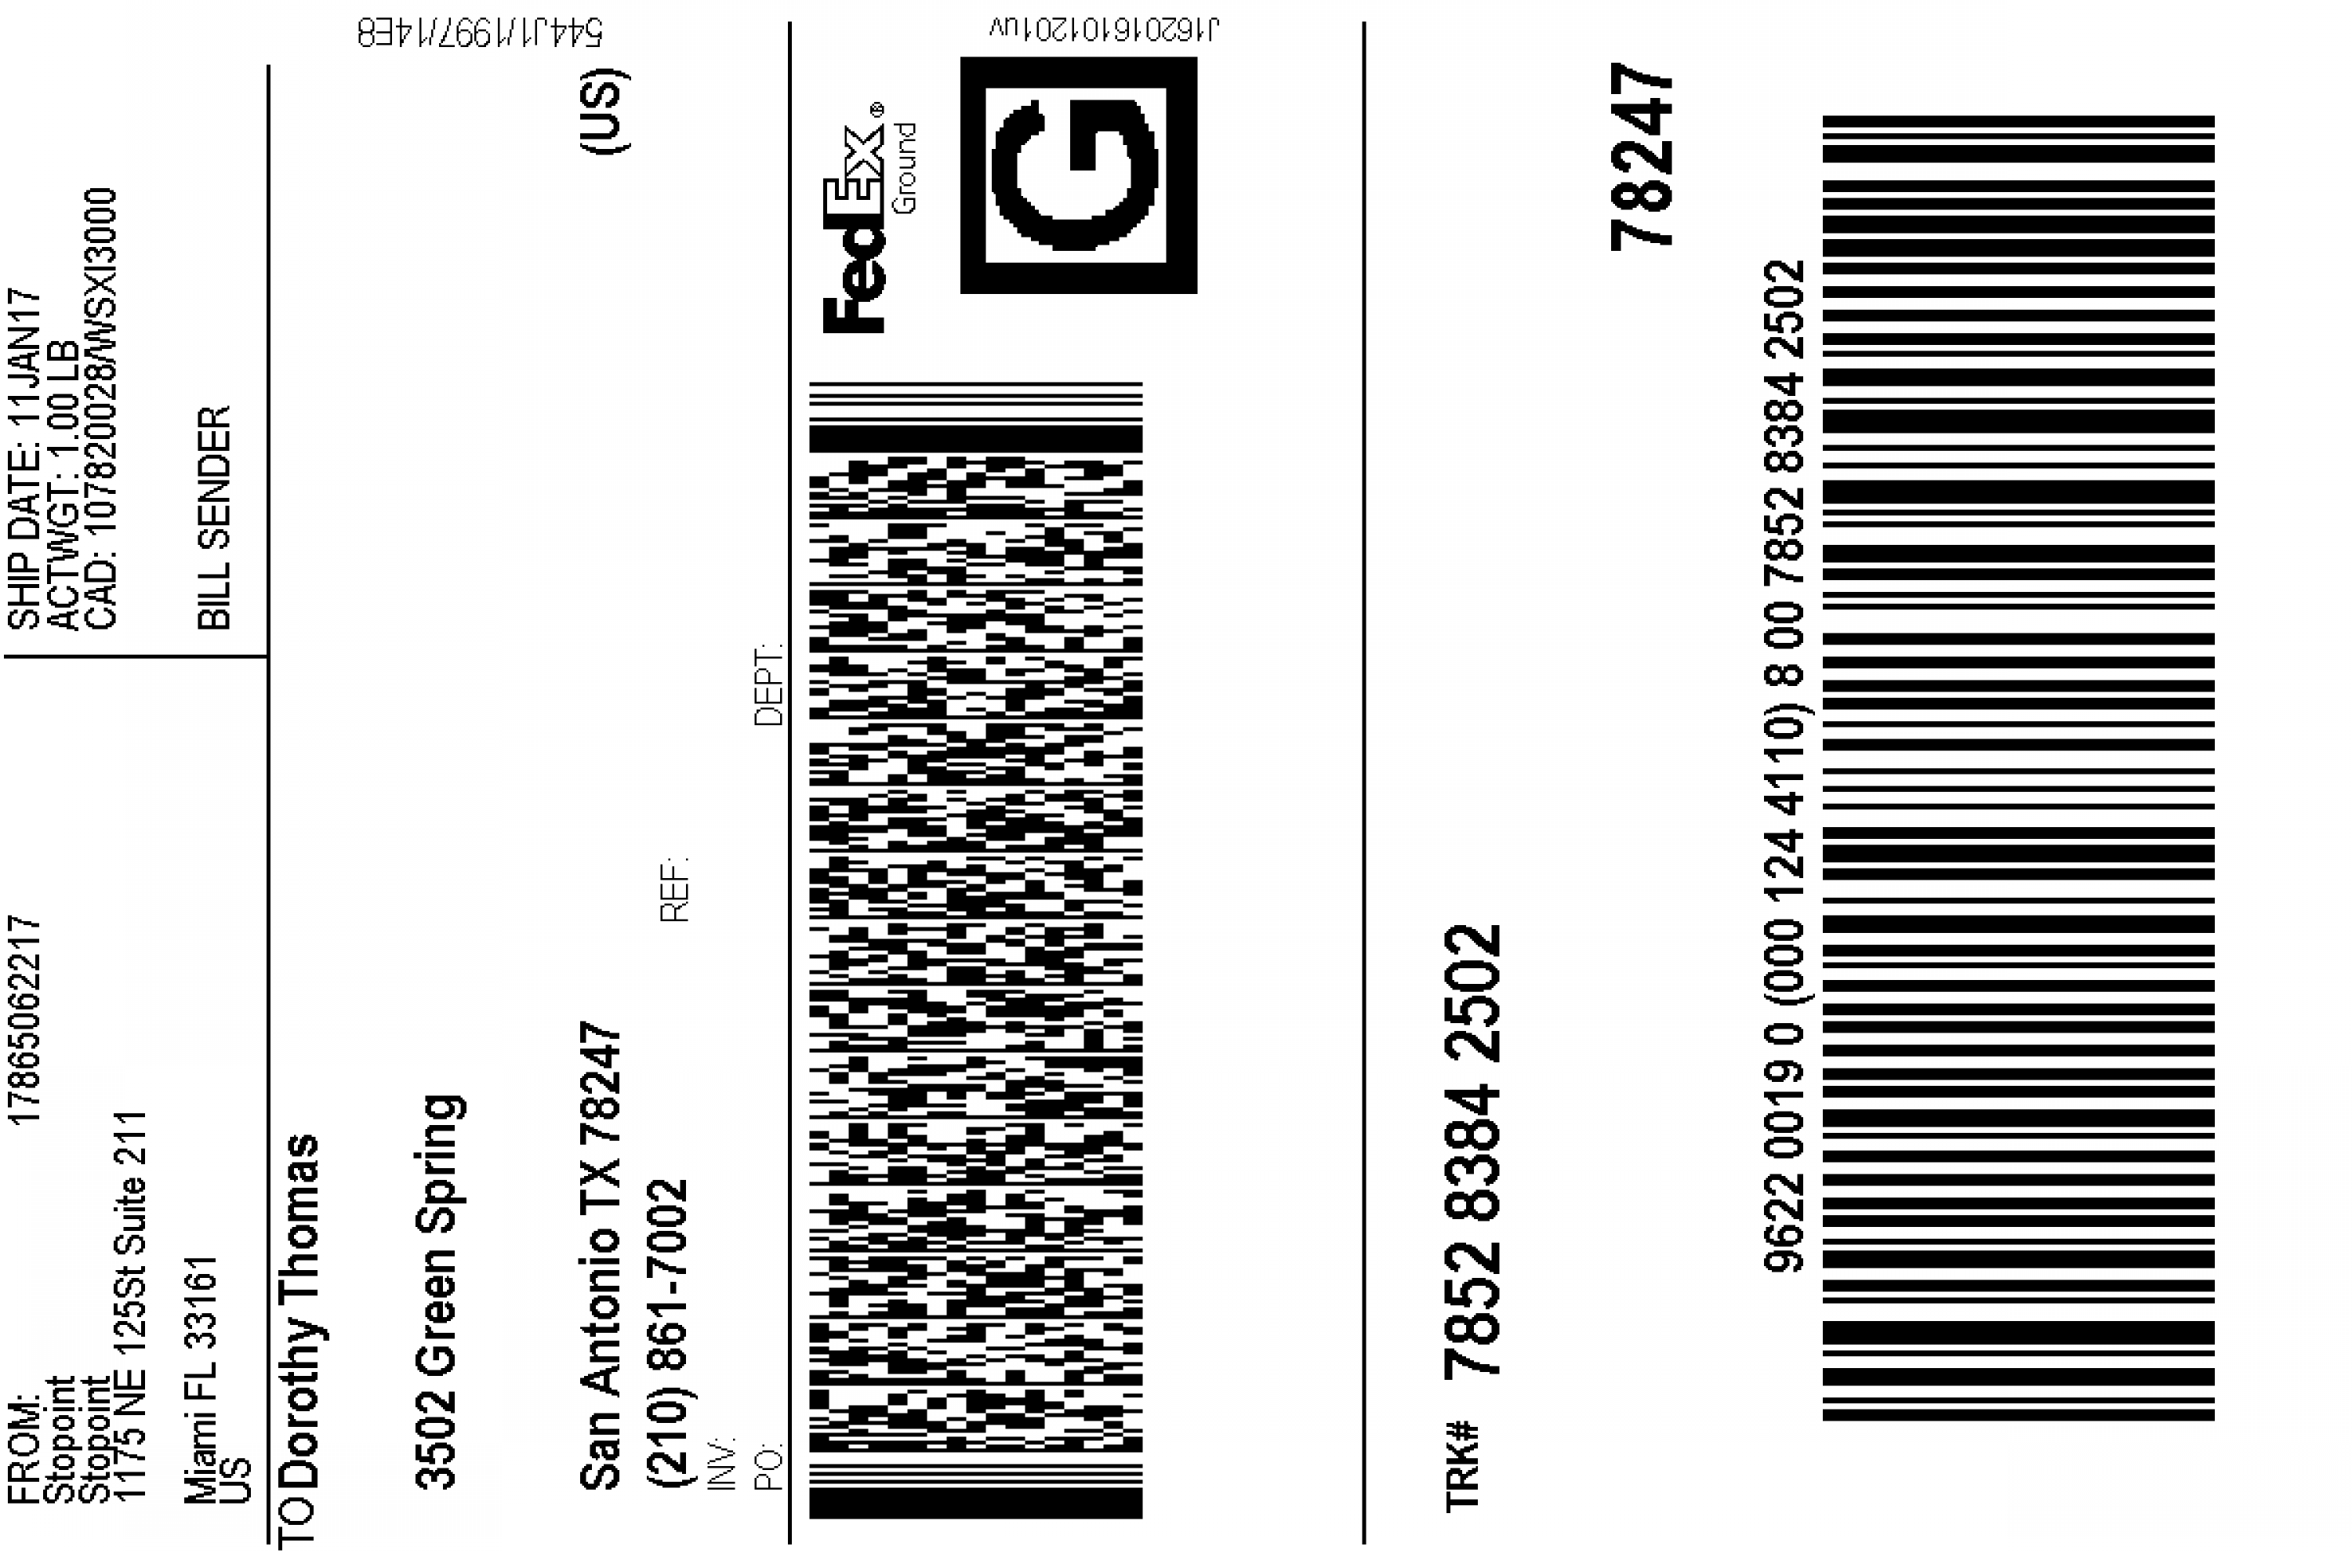 FROM: 17865062217
Stopoint
Stopoint
1175 NE 125St Suite 211
Miami FL 33161
US
SHIP DATE: 11JAN17
ACTWGT: 1.00 LB
CAD: 107820028/WSXI3000
BILL SENDER
TO Dorothy Thomas
3502 Green Spring
San Antonio TX 78247 (US)
(210) 861-7002
REF:
INV:
PO: DEPT:
544J1/1997/14E8
FedEx®
Ground
G
J162016101201uv
TRK# 7852 8384 2502
78247
9622 0019 0 (000 124 4110) 8 00 7852 8384 2502